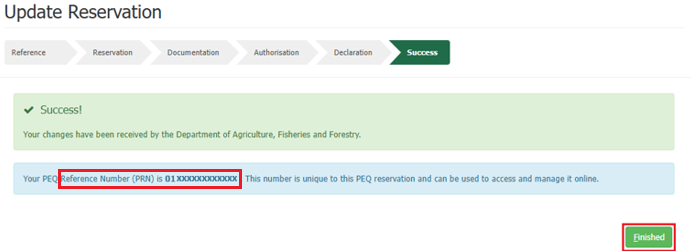 Update Reservation
Reference Reservation Documentation Authorisation Declaration Success
Success!
Your changes have been received by the Department of Agriculture, Fisheries and Forestry.
Your PEQ Reference Number (PRN) is 01XXXXXXXXXXXX. This number is unique to this PEQ reservation and can be used to access and manage it online.
Finished